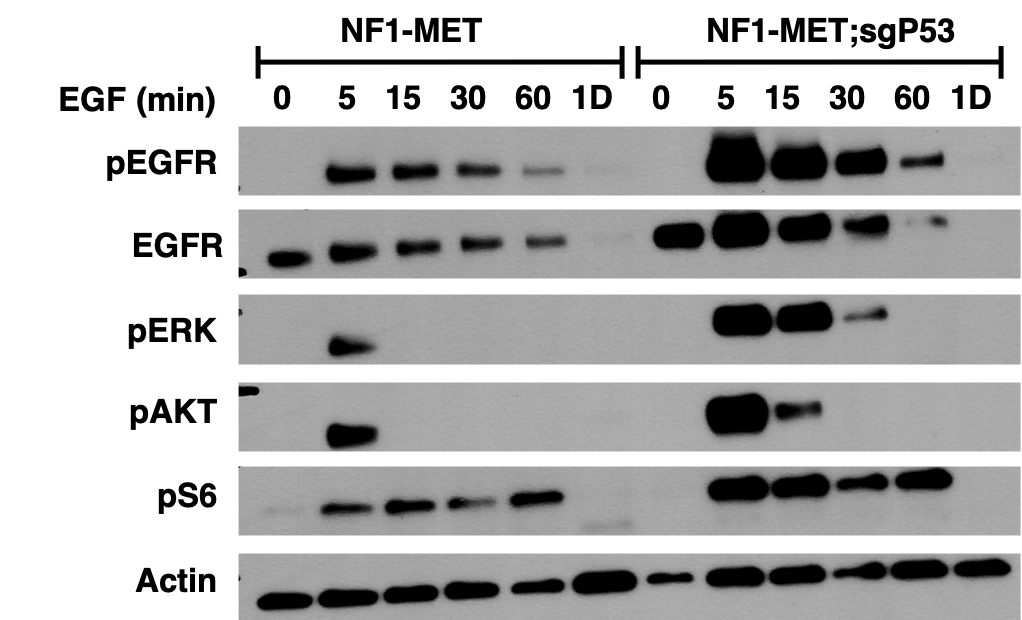 NF1-MET NF1-MET;sgP53
EGF (min) 0 5 15 30 60 1D 0 5 15 30 60 1D
pEGFR
EGFR
pERK
pAKT
pS6
Actin